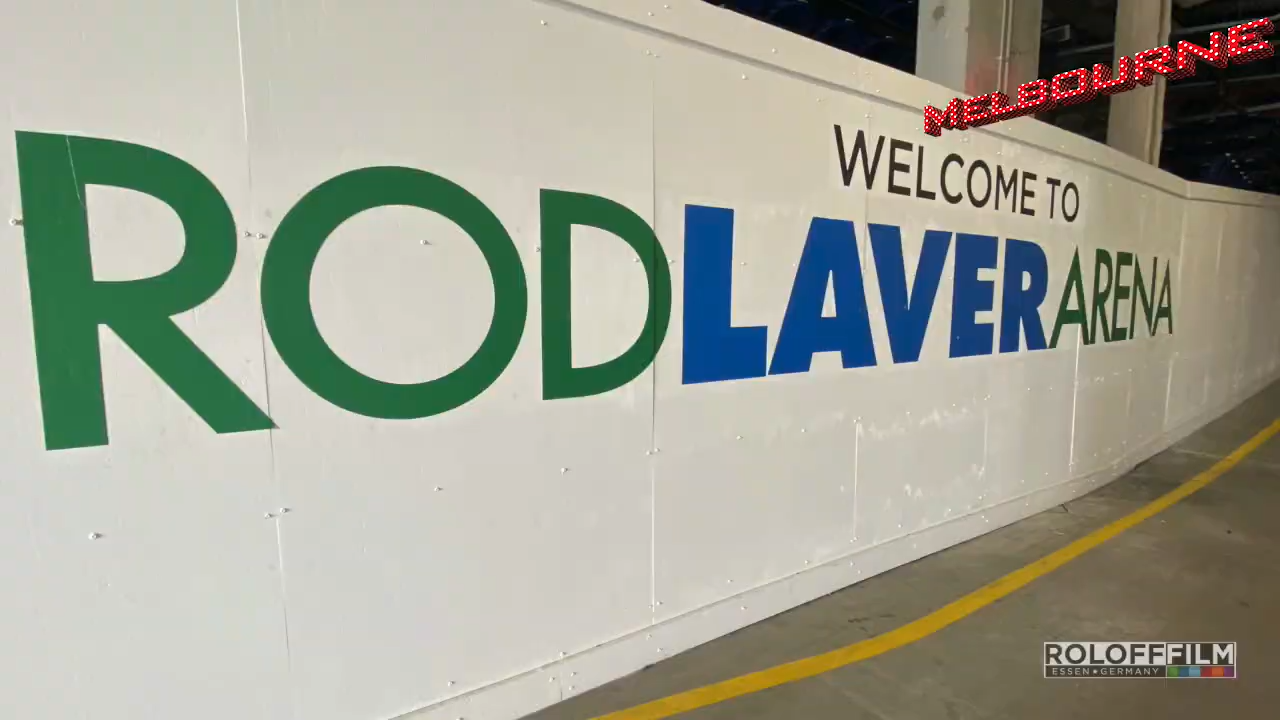 MELBOURNE
WELCOME TO
RODLAVERARENA
ROLOFFFILM
ESSEN★GERMANY